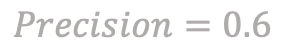 Precision = 0.6